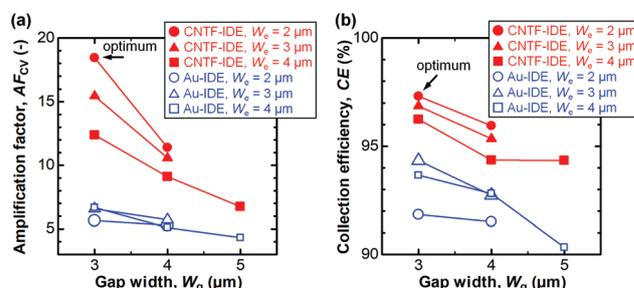 (a)
CNTF-IDE, We = 2 μm
CNTF-IDE, We = 3 μm
CNTF-IDE, We = 4 μm
Au-IDE, We = 2 μm
Au-IDE, We = 3 μm
Au-IDE, We = 4 μm
optimum
Amplification factor, AFCV (-)
20
15
10
5
3
4
5
Gap width, Wg (μm)
(b)
CNTF-IDE, We = 2 μm
CNTF-IDE, We = 3 μm
CNTF-IDE, We = 4 μm
Au-IDE, We = 2 μm
Au-IDE, We = 3 μm
Au-IDE, We = 4 μm
optimum
Collection efficiency, CE (%)
100
95
90
3
4
5
Gap width, Wg (μm)